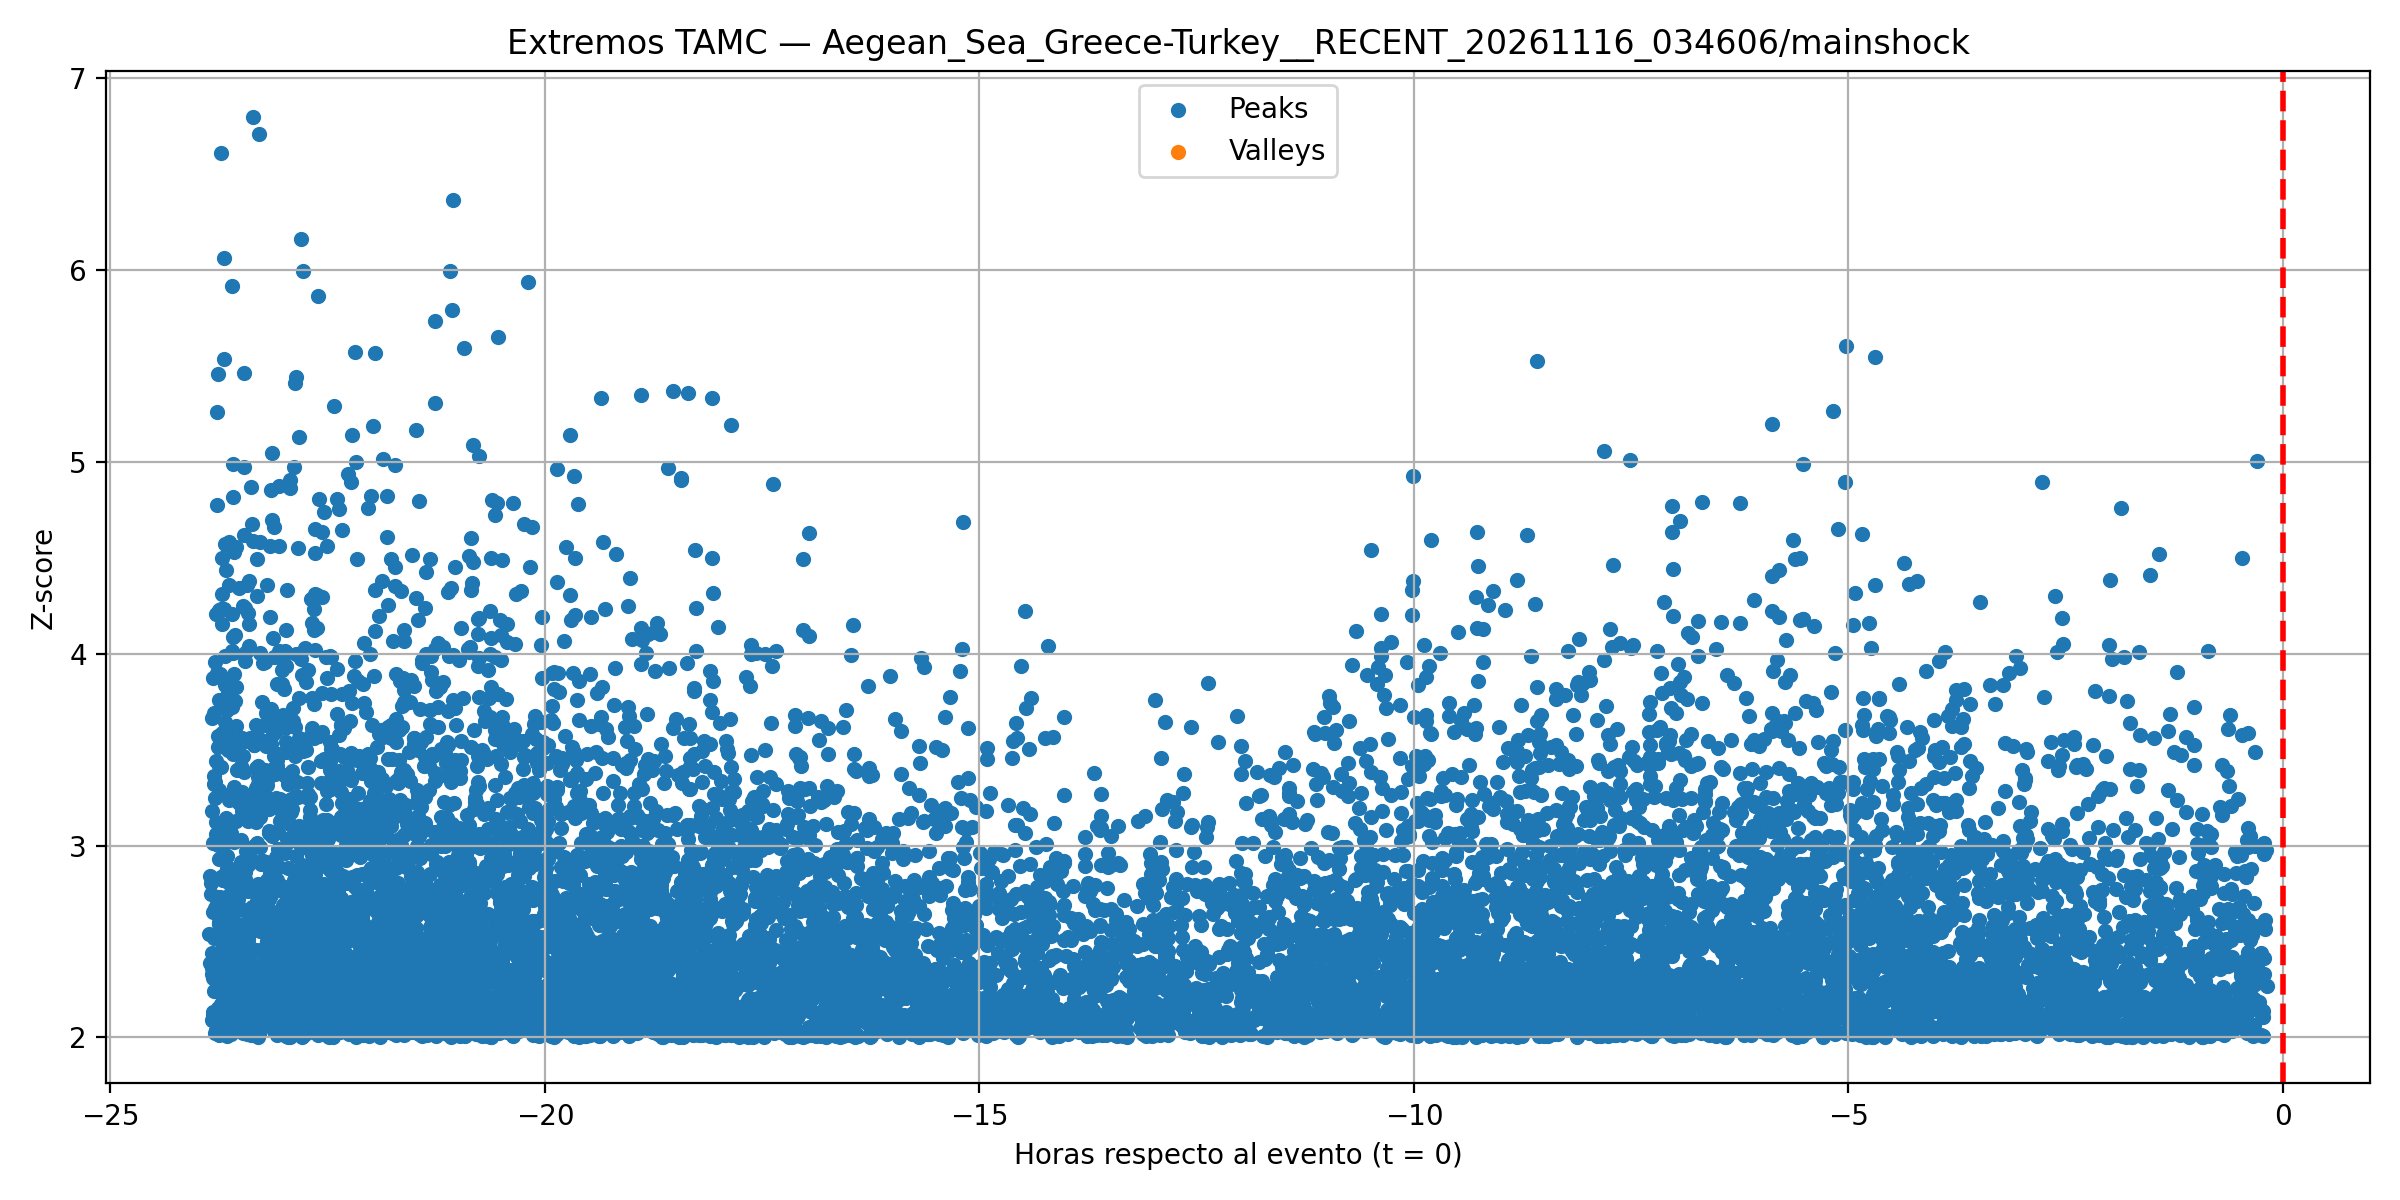 Extremos TAMC — Aegean_Sea_Greece-Turkey__RECENT_20261116_034606/mainshock
Peaks
Valleys
Z-score
7
6
5
4
3
2
−25
−20
−15
−10
−5
0
Horas respecto al evento (t = 0)